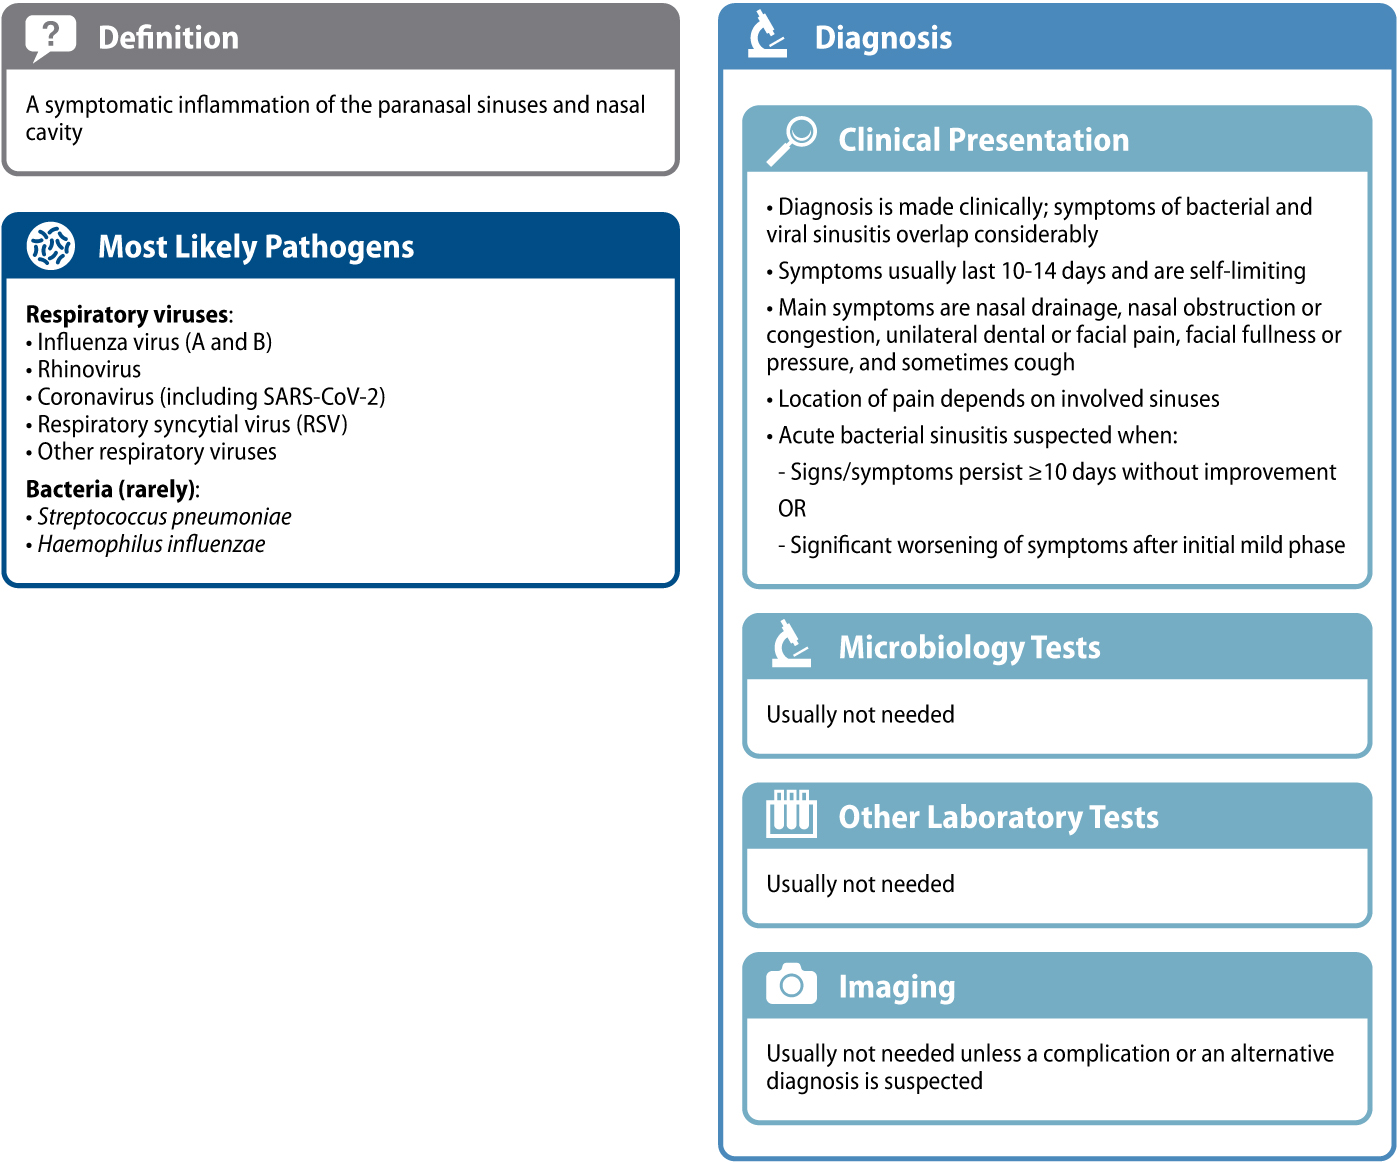 Definition
A symptomatic inflammation of the paranasal sinuses and nasal
cavity
Most Likely Pathogens
Respiratory viruses:
• Influenza virus (A and B)
• Rhinovirus
• Coronavirus (including SARS-CoV-2)
• Respiratory syncytial virus (RSV)
• Other respiratory viruses
Bacteria (rarely):
• Streptococcus pneumoniae
• Haemophilus influenzae
Diagnosis
Clinical Presentation
• Diagnosis is made clinically; symptoms of bacterial and
viral sinusitis overlap considerably
• Symptoms usually last 10-14 days and are self-limiting
• Main symptoms are nasal drainage, nasal obstruction or
congestion, unilateral dental or facial pain, facial fullness or
pressure, and sometimes cough
• Location of pain depends on involved sinuses
• Acute bacterial sinusitis suspected when:
- Signs/symptoms persist ≥10 days without improvement
OR
- Significant worsening of symptoms after initial mild phase
Microbiology Tests
Usually not needed
Other Laboratory Tests
Usually not needed
Imaging
Usually not needed unless a complication or an alternative
diagnosis is suspected